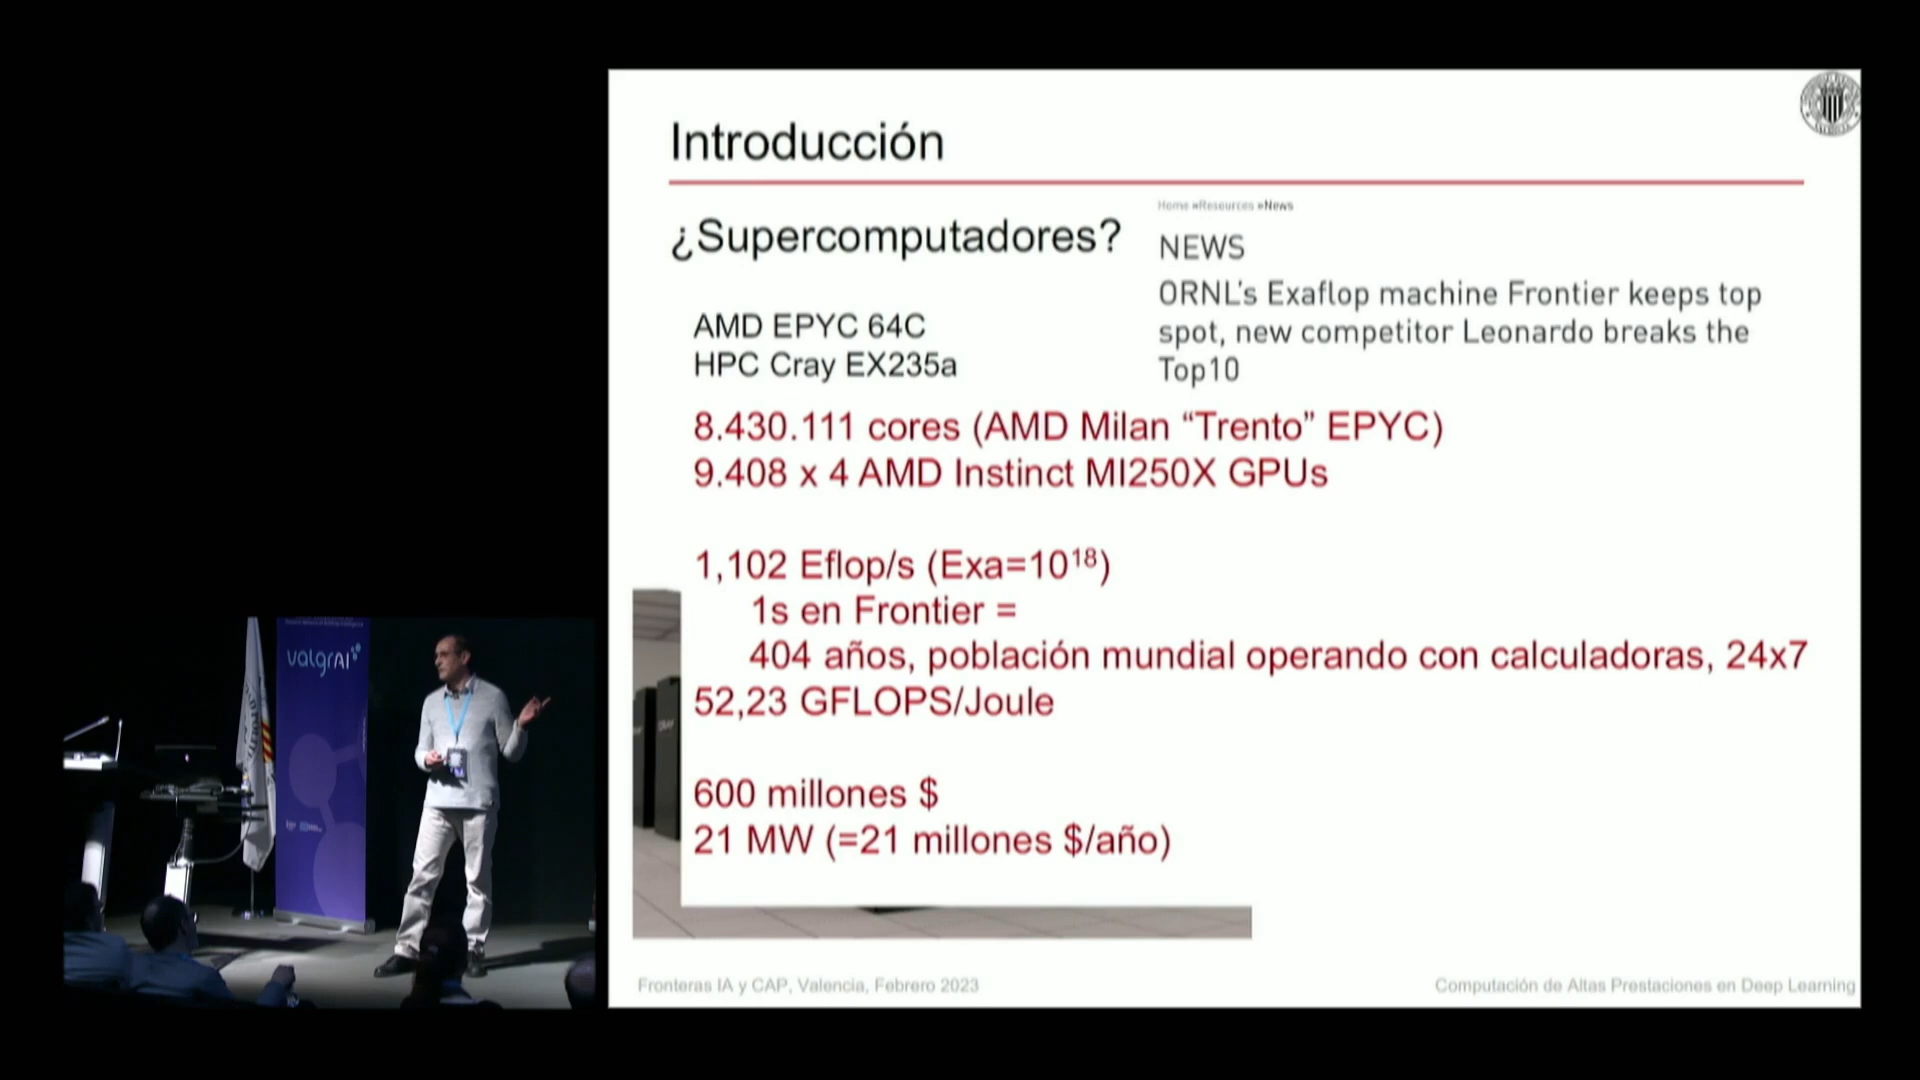 Introducción
¿Supercomputadores?
Home »Resources »News
NEWS
ORNL's Exaflop machine Frontier keeps top
spot, new competitor Leonardo breaks the
Top10
AMD EPYC 64C
HPC Cray EX235a
8.430.111 cores (AMD Milan “Trento” EPYC)
9.408 x 4 AMD Instinct MI250X GPUs
1,102 Eflop/s (Exa=10¹⁸)
1s en Frontier =
404 años, población mundial operando con calculadoras, 24x7
52,23 GFLOPS/Joule
600 millones $
21 MW (=21 millones $/año)
Fronteras IA y CAP, Valencia, Febrero 2023
Computación de Altas Prestaciones en Deep Learning
valgrAI